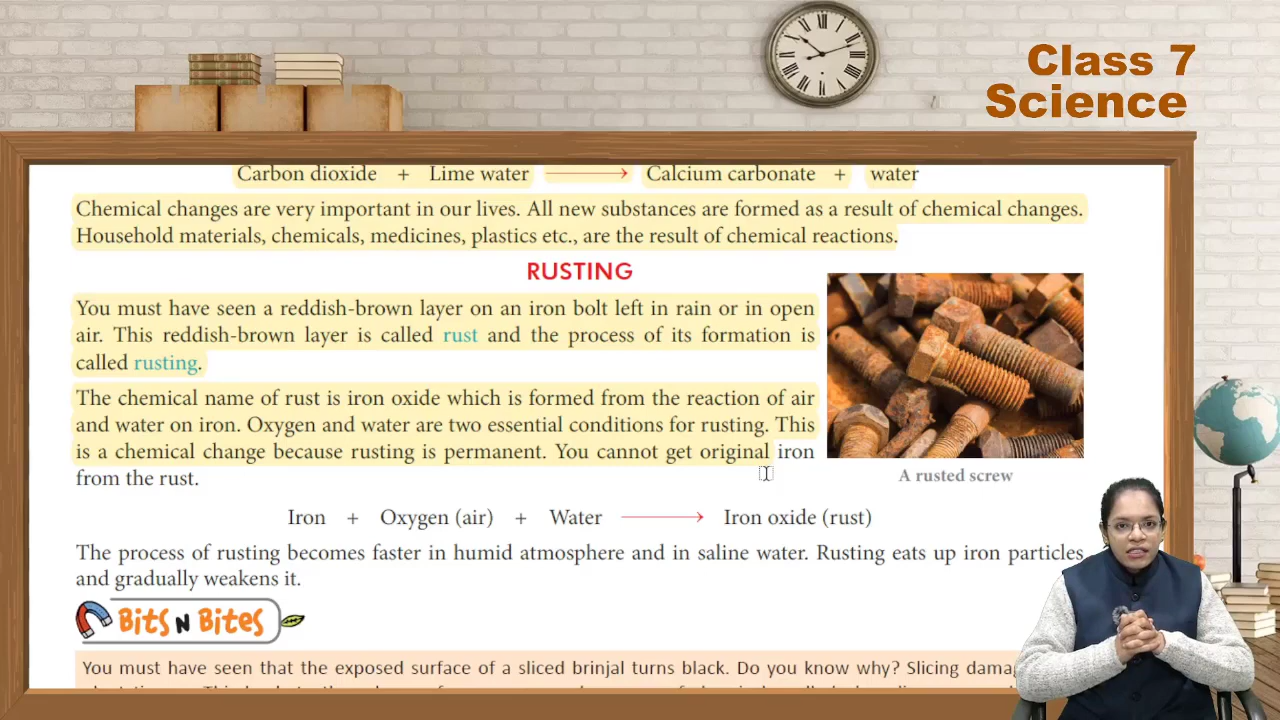 Class 7
Science
Carbon dioxide + Lime water → Calcium carbonate + water
Chemical changes are very important in our lives. All new substances are formed as a result of chemical changes.
Household materials, chemicals, medicines, plastics etc., are the result of chemical reactions.
RUSTING
You must have seen a reddish-brown layer on an iron bolt left in rain or in open
air. This reddish-brown layer is called rust and the process of its formation is
called rusting.
The chemical name of rust is iron oxide which is formed from the reaction of air
and water on iron. Oxygen and water are two essential conditions for rusting. This
is a chemical change because rusting is permanent. You cannot get original iron
from the rust.
A rusted screw
Iron + Oxygen (air) + Water → Iron oxide (rust)
The process of rusting becomes faster in humid atmosphere and in saline water. Rusting eats up iron particles
and gradually weakens it.
Bits N Bites
You must have seen that the exposed surface of a sliced brinjal turns black. Do you know why? Slicing